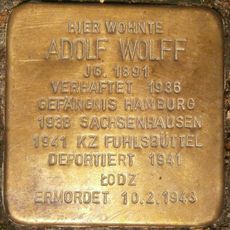 HIER WOHNTE
ADOLF WOLFF
JG. 1891
VERHAFTET 1936
GEFÄNGNIS HAMBURG
1938 SACHSENHAUSEN
1941 KZ FUHLSBÜTTEL
DEPORTIERT 1941
ŁODZ
ERMORDET 10.2.1943